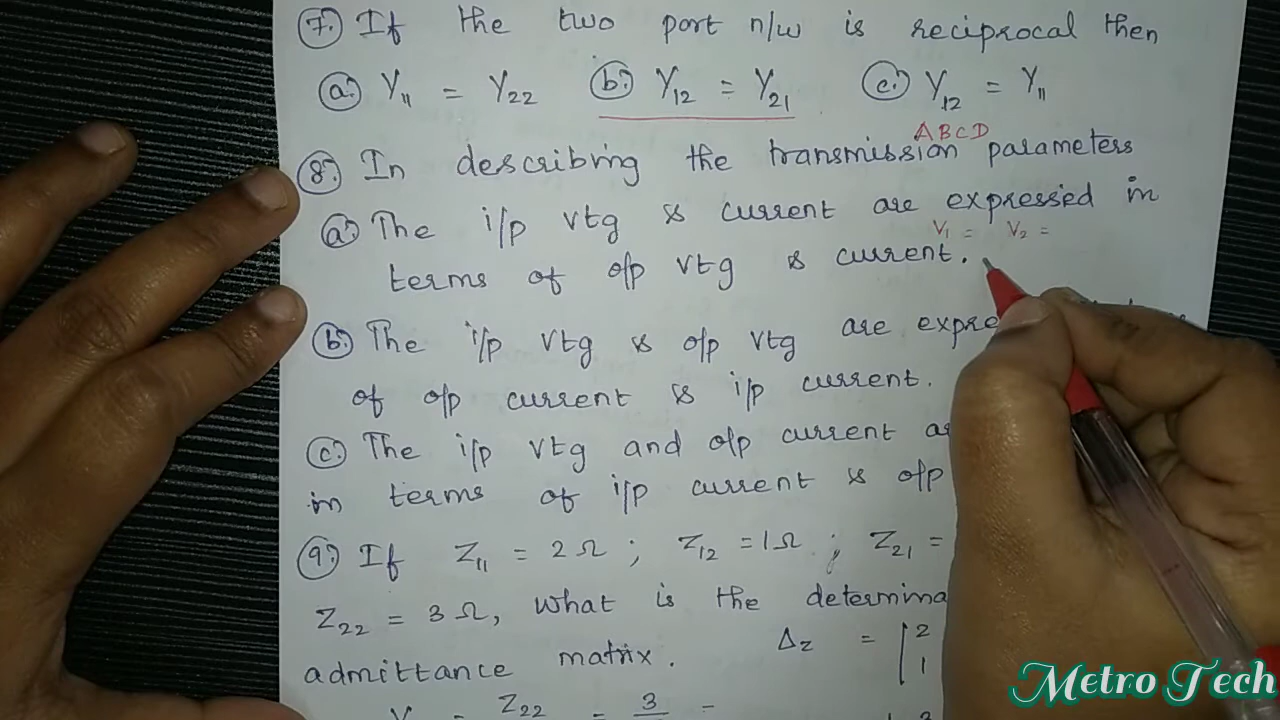 7. If the two port n/w is reciprocal then
a. Y11 = Y22 b. Y12 = Y21 c. Y12 = Y11
ABCD
8. In describing the transmission parameters
a. The i/p vtg & current are expressed in
V1 = V2 =
terms of o/p vtg & current.
b. The i/p vtg & o/p vtg are expre
of o/p current & i/p current.
c. The i/p vtg and o/p current
in terms of i/p current & o/p
9. If Z11 = 2Ω ; Z12 = 1Ω ; Z21 =
Z22 = 3Ω, what is the determina
admittance matrix. Δz = | 2
1
Z22 = 3 =
Metro Tech